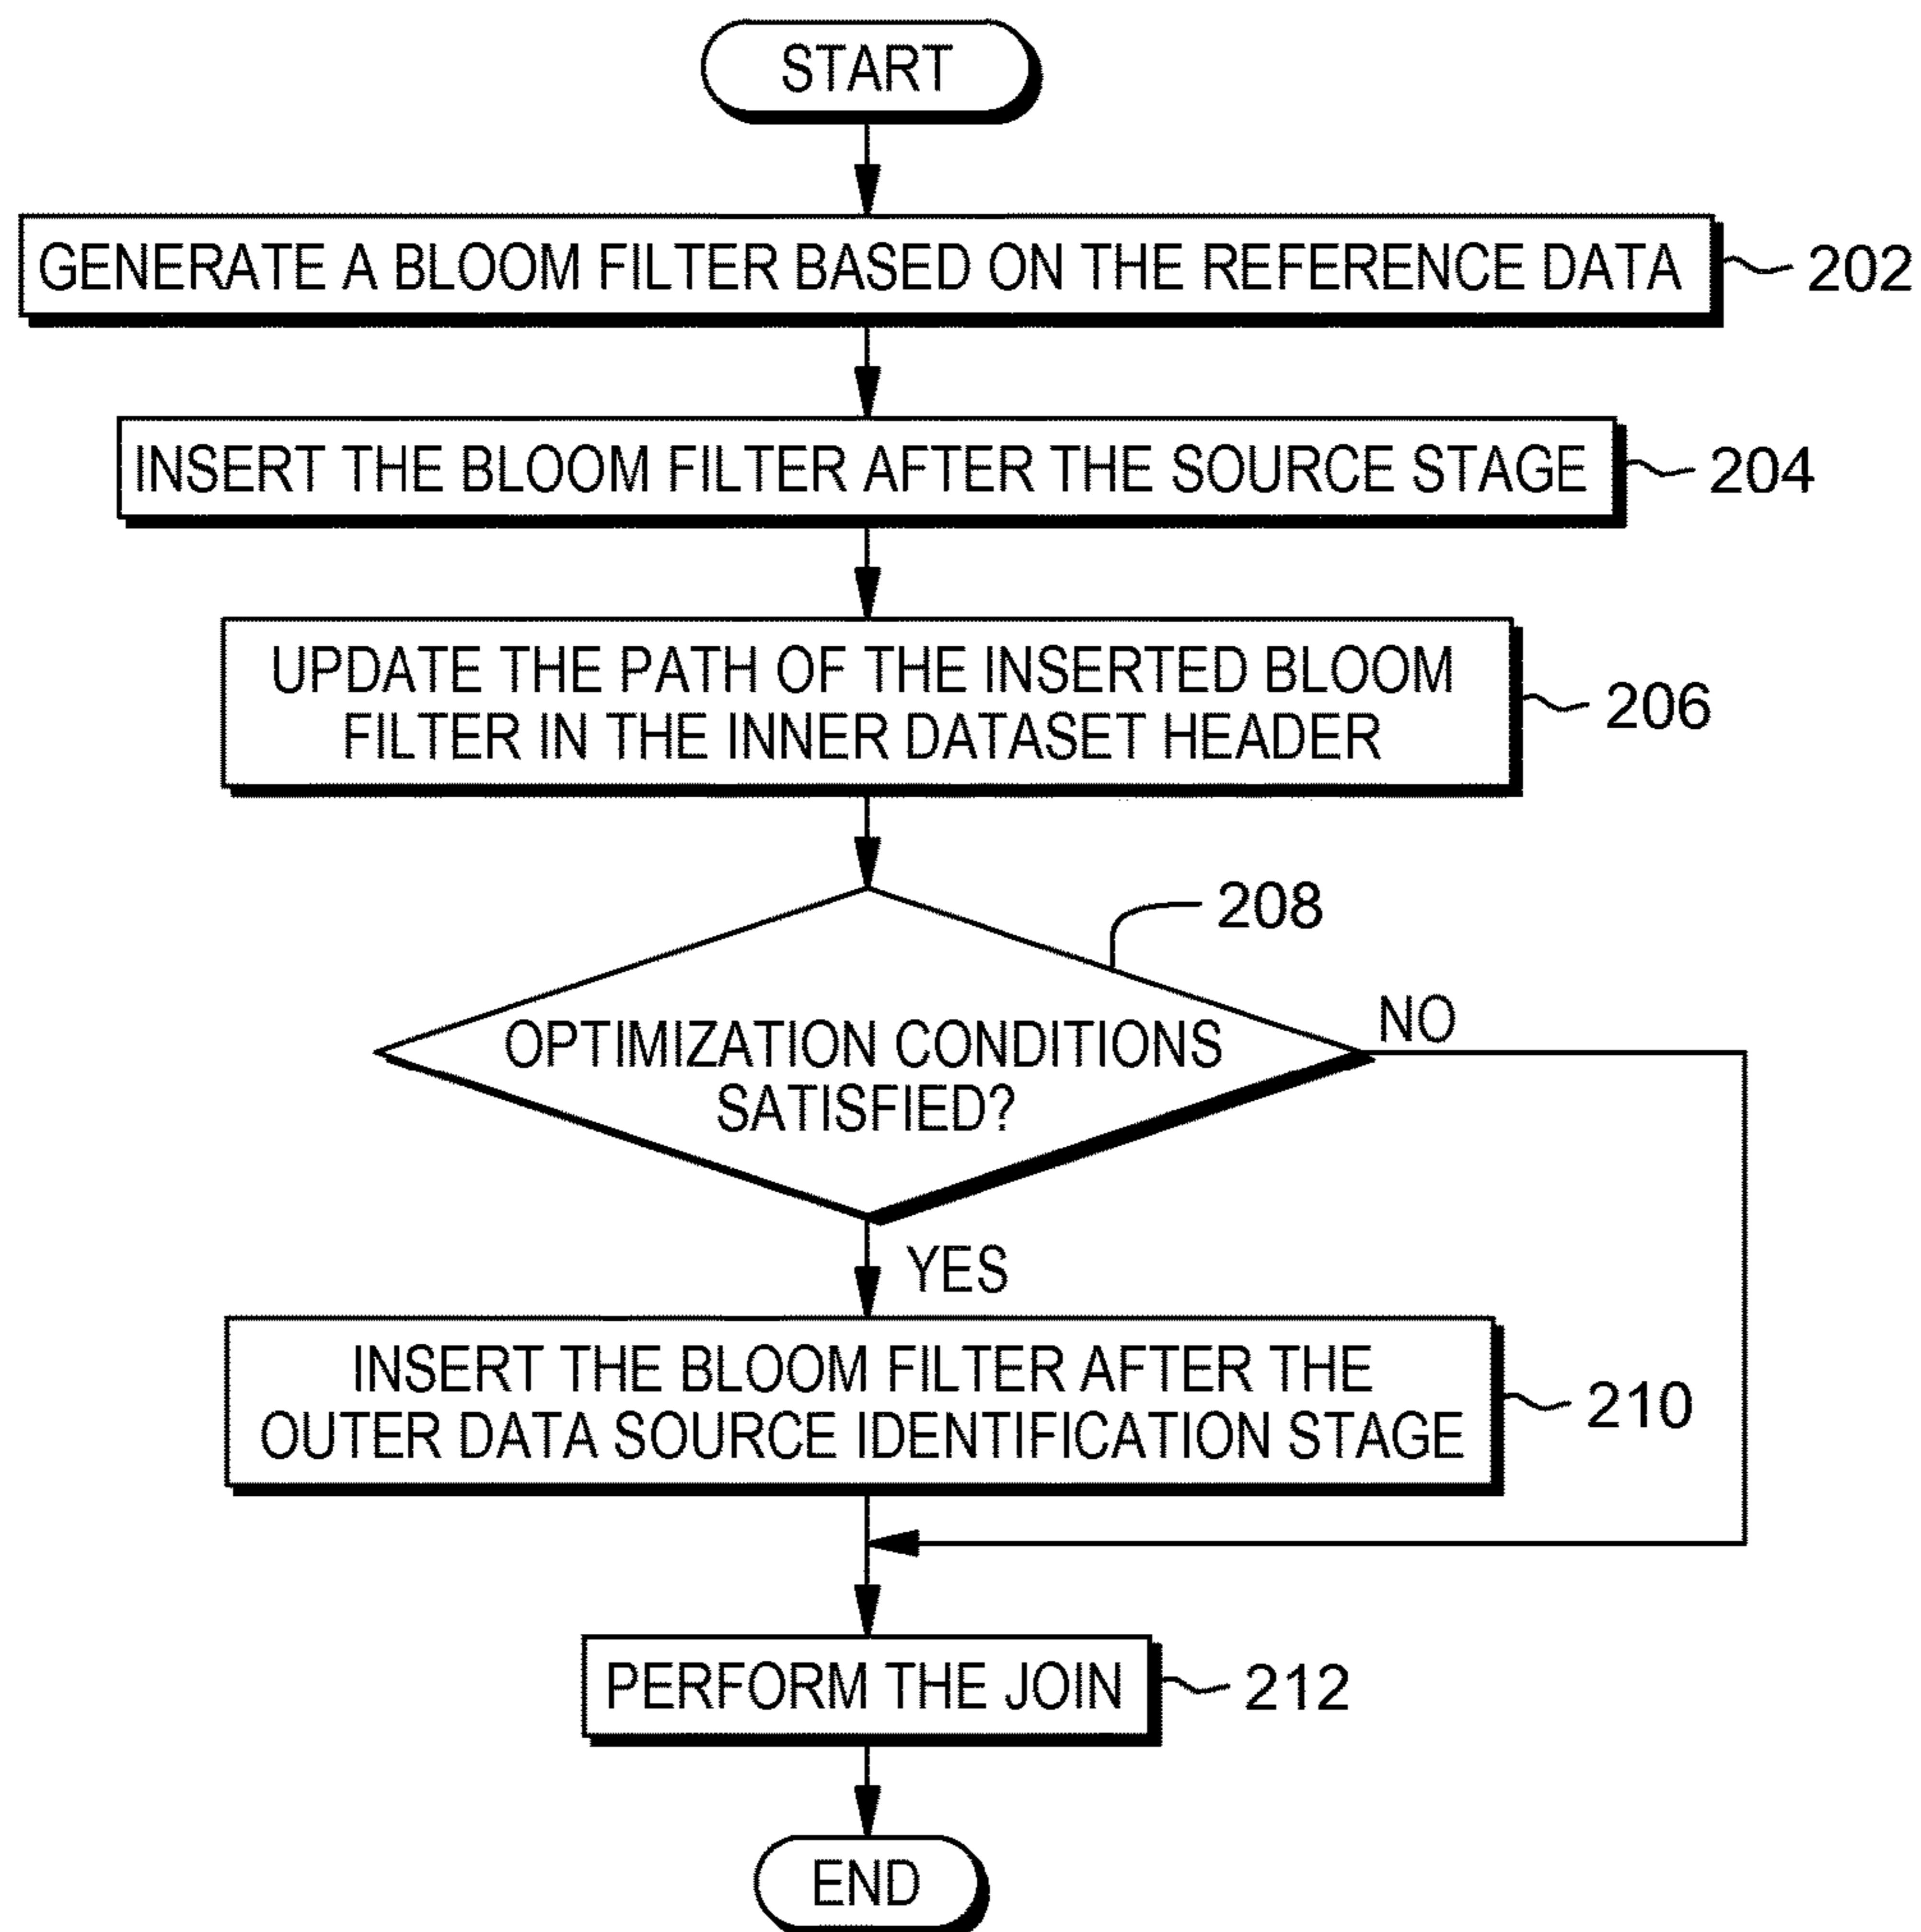 START
GENERATE A BLOOM FILTER BASED ON THE REFERENCE DATA
202
INSERT THE BLOOM FILTER AFTER THE SOURCE STAGE
204
UPDATE THE PATH OF THE INSERTED BLOOM
FILTER IN THE INNER DATASET HEADER
206
208
OPTIMIZATION CONDITIONS
SATISFIED?
NO
YES
INSERT THE BLOOM FILTER AFTER THE
OUTER DATA SOURCE IDENTIFICATION STAGE
210
PERFORM THE JOIN
212
END